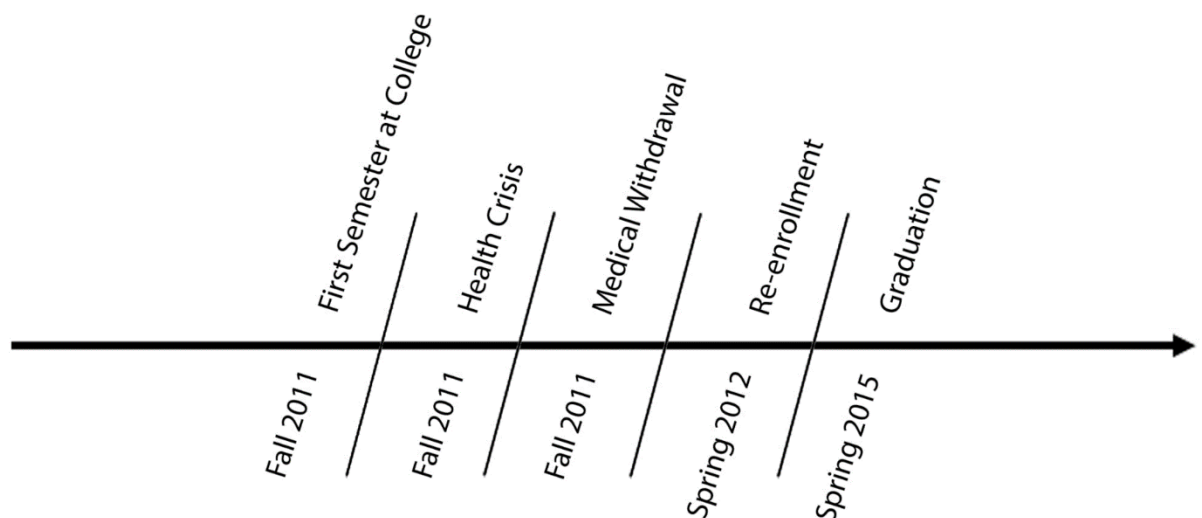 First Semester at College
Health Crisis
Medical Withdrawal
Re-enrollment
Graduation
Fall 2011
Fall 2011
Fall 2011
Spring 2012
Spring 2015